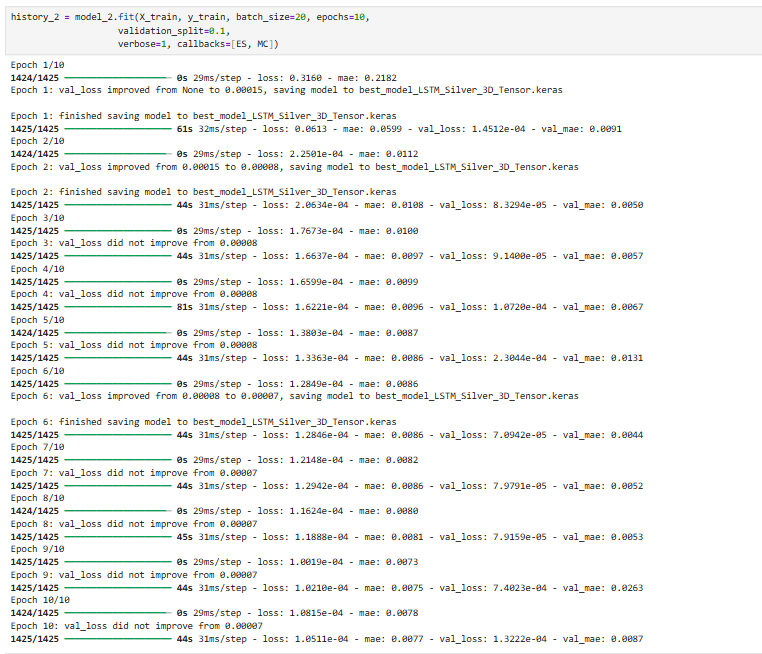 history_2 = model_2.fit(X_train, y_train, batch_size=20, epochs=10,
validation_split=0.1,
verbose=1, callbacks=[ES, MC])
Epoch 1/10
1424/1425 0s 29ms/step - loss: 0.3160 - mae: 0.2182
Epoch 1: val_loss improved from None to 0.00015, saving model to best_model_LSTM_Silver_3D_Tensor.keras
Epoch 1: finished saving model to best_model_LSTM_Silver_3D_Tensor.keras
1425/1425 61s 32ms/step - loss: 0.0613 - mae: 0.0599 - val_loss: 1.4512e-04 - val_mae: 0.0091
Epoch 2/10
1424/1425 0s 29ms/step - loss: 2.2501e-04 - mae: 0.0112
Epoch 2: val_loss improved from 0.00015 to 0.00008, saving model to best_model_LSTM_Silver_3D_Tensor.keras
Epoch 2: finished saving model to best_model_LSTM_Silver_3D_Tensor.keras
1425/1425 44s 31ms/step - loss: 2.0634e-04 - mae: 0.0108 - val_loss: 8.3294e-05 - val_mae: 0.0050
Epoch 3/10
1425/1425 0s 29ms/step - loss: 1.7673e-04 - mae: 0.0100
Epoch 3: val_loss did not improve from 0.00008
1425/1425 44s 31ms/step - loss: 1.6637e-04 - mae: 0.0097 - val_loss: 9.1400e-05 - val_mae: 0.0057
Epoch 4/10
1425/1425 0s 29ms/step - loss: 1.6599e-04 - mae: 0.0099
Epoch 4: val_loss did not improve from 0.00008
1425/1425 81s 31ms/step - loss: 1.6221e-04 - mae: 0.0096 - val_loss: 1.0720e-04 - val_mae: 0.0067
Epoch 5/10
1424/1425 0s 29ms/step - loss: 1.3803e-04 - mae: 0.0087
Epoch 5: val_loss did not improve from 0.00008
1425/1425 44s 31ms/step - loss: 1.3363e-04 - mae: 0.0086 - val_loss: 2.3044e-04 - val_mae: 0.0131
Epoch 6/10
1425/1425 0s 29ms/step - loss: 1.2849e-04 - mae: 0.0086
Epoch 6: val_loss improved from 0.00008 to 0.00007, saving model to best_model_LSTM_Silver_3D_Tensor.keras
Epoch 6: finished saving model to best_model_LSTM_Silver_3D_Tensor.keras
1425/1425 44s 31ms/step - loss: 1.2846e-04 - mae: 0.0086 - val_loss: 7.0942e-05 - val_mae: 0.0044
Epoch 7/10
1425/1425 0s 29ms/step - loss: 1.2148e-04 - mae: 0.0082
Epoch 7: val_loss did not improve from 0.00007
1425/1425 44s 31ms/step - loss: 1.2942e-04 - mae: 0.0086 - val_loss: 7.9791e-05 - val_mae: 0.0052
Epoch 8/10
1424/1425 0s 29ms/step - loss: 1.1624e-04 - mae: 0.0080
Epoch 8: val_loss did not improve from 0.00007
1425/1425 45s 31ms/step - loss: 1.1888e-04 - mae: 0.0081 - val_loss: 7.9159e-05 - val_mae: 0.0053
Epoch 9/10
1425/1425 0s 29ms/step - loss: 1.0019e-04 - mae: 0.0073
Epoch 9: val_loss did not improve from 0.00007
1425/1425 44s 31ms/step - loss: 1.0210e-04 - mae: 0.0075 - val_loss: 7.4023e-04 - val_mae: 0.0263
Epoch 10/10
1424/1425 0s 29ms/step - loss: 1.0815e-04 - mae: 0.0078
Epoch 10: val_loss did not improve from 0.00007
1425/1425 44s 31ms/step - loss: 1.0511e-04 - mae: 0.0077 - val_loss: 1.3222e-04 - val_mae: 0.0087